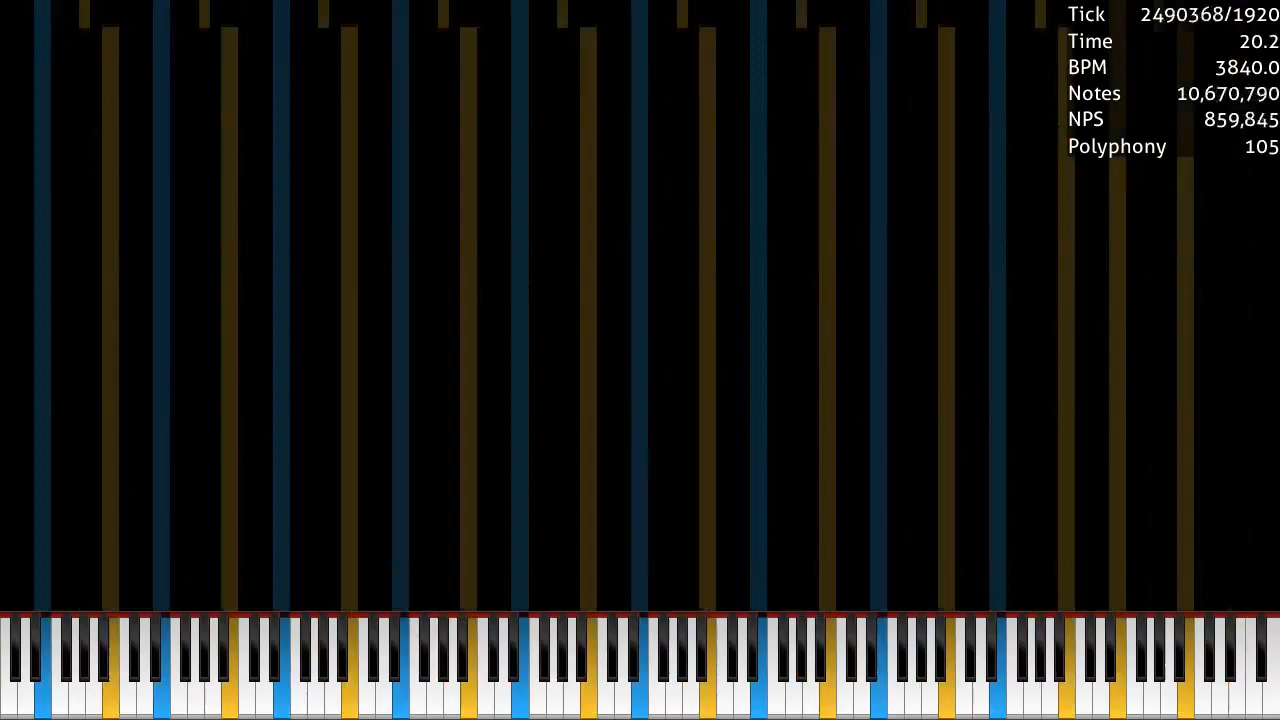 Tick 2490368/1920
Time 20.2
BPM 3840.0
Notes 10,670,790
NPS 859,845
Polyphony 105